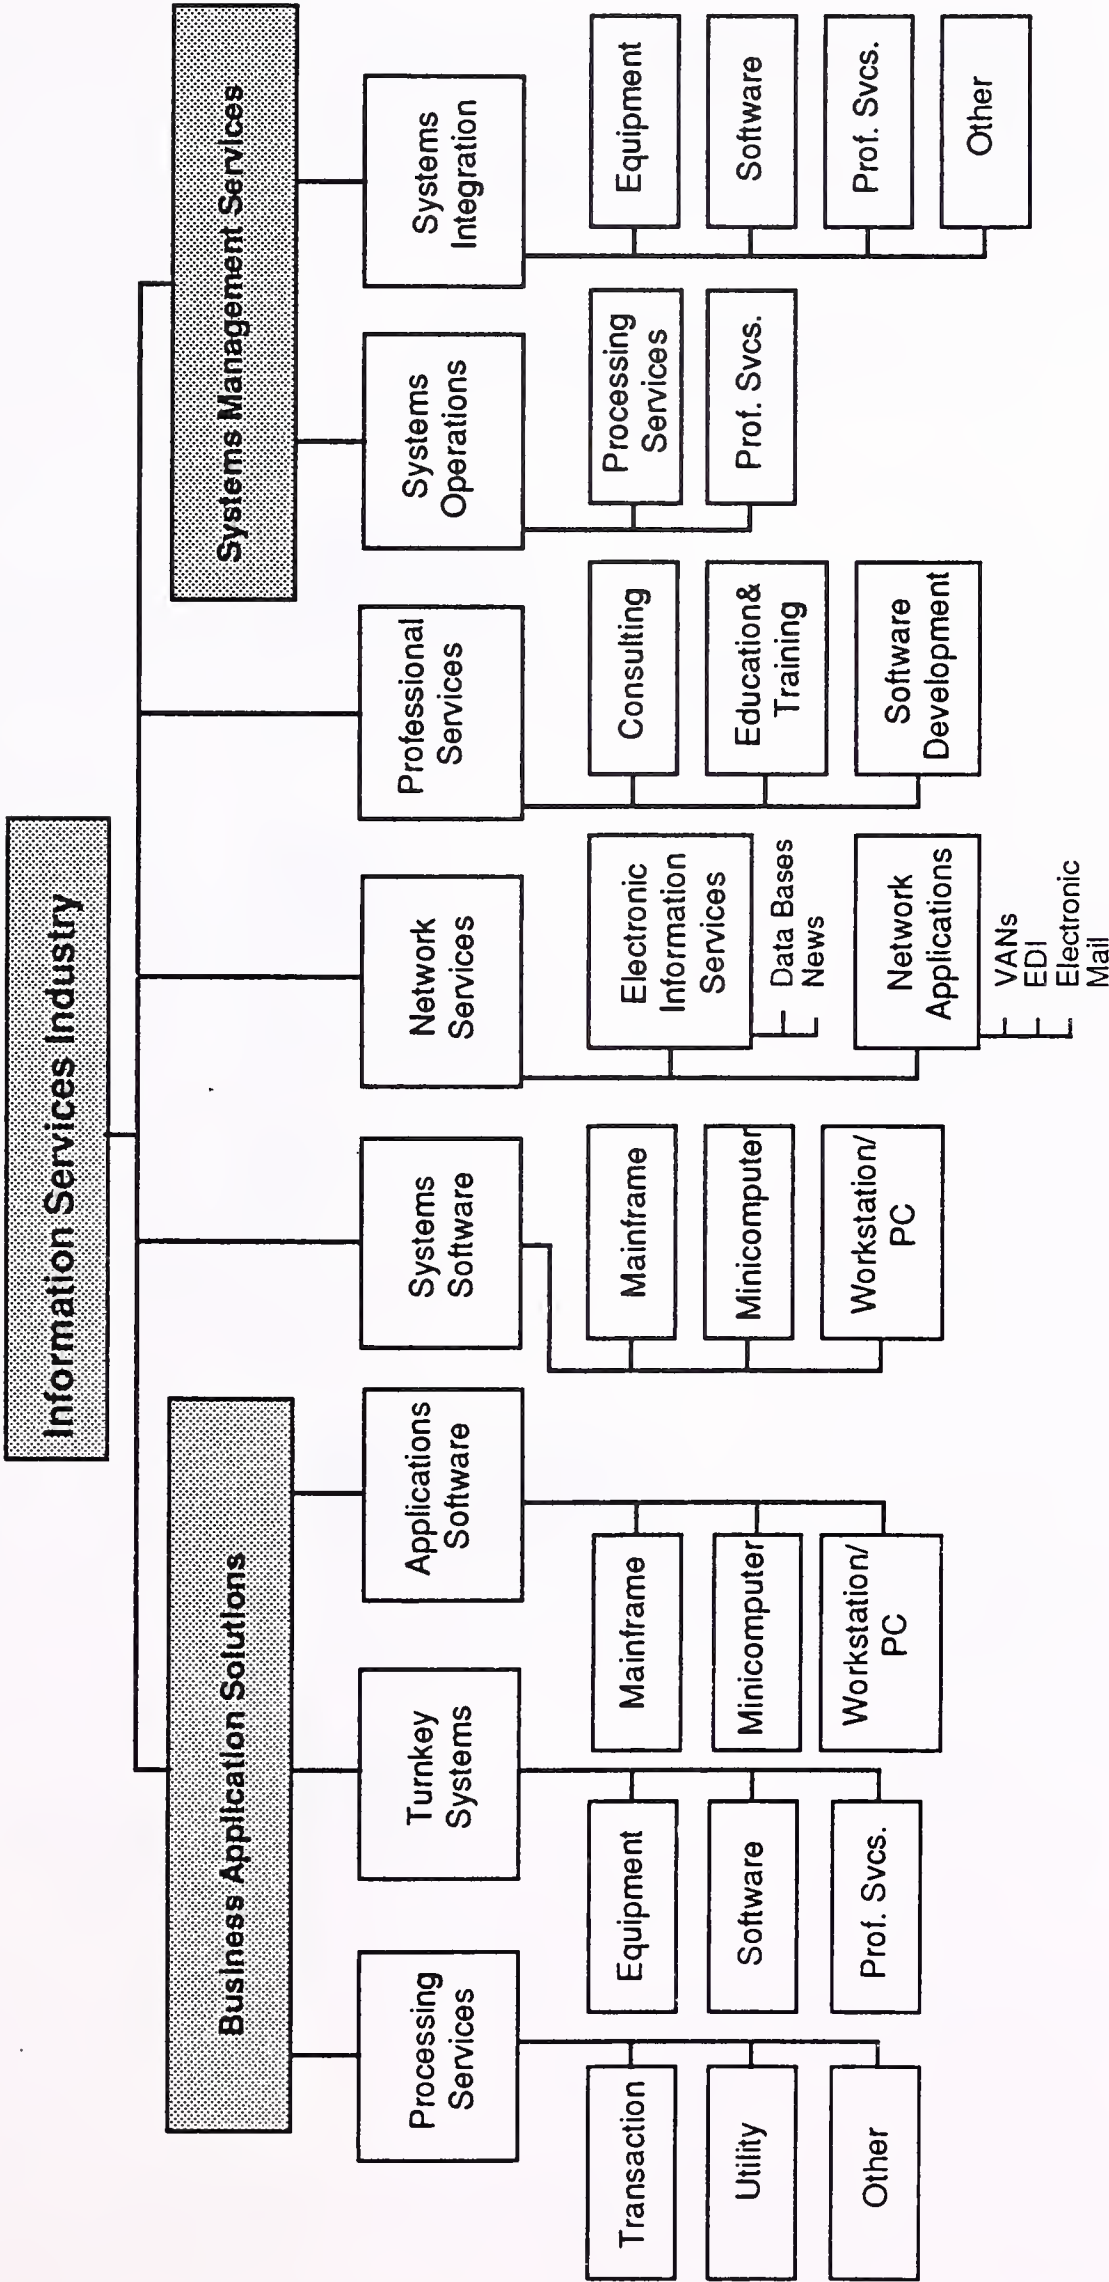 Information Services Industry
Business Application Solutions
Systems Management Services
Processing
Services
Turnkey
Systems
Applications
Software
Systems
Software
Network
Services
Professional
Services
Systems
Operations
Systems
Integration
Transaction
Utility
Other
Equipment
Software
Prof. Svcs.
Mainframe
Minicomputer
Workstation/
PC
Mainframe
Minicomputer
Workstation/
PC
Electronic
Information
Services
Data Bases
News
Network
Applications
VANs
EDI
Electronic
Mail
Consulting
Education&
Training
Software
Development
Processing
Services
Prof. Svcs.
Equipment
Software
Prof. Svcs.
Other